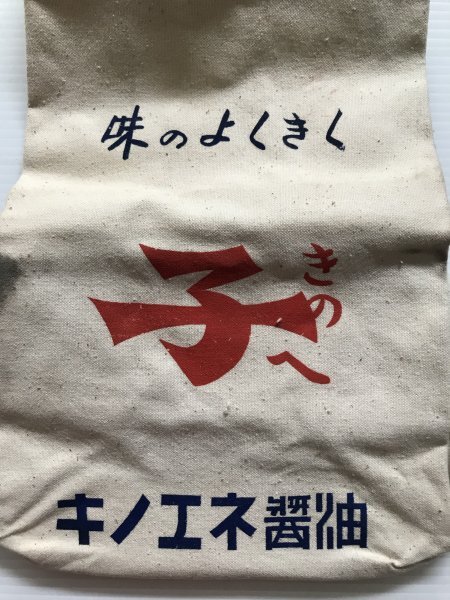 味のよくきく
子
きのへ
キノエネ醤油